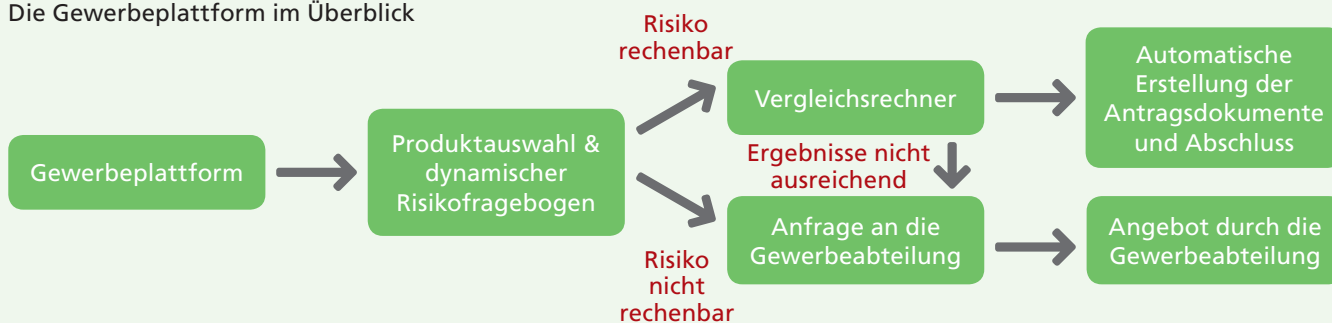 Die Gewerbeplattform im Überblick
Gewerbeplattform
Produktauswahl &
dynamischer
Risikofragebogen
Risiko
rechenbar
Vergleichsrechner
Automatische
Erstellung der
Antragsdokumente
und Abschluss
Ergebnisse nicht
ausreichend
Risiko
nicht
rechenbar
Anfrage an die
Gewerbeabteilung
Angebot durch die
Gewerbeabteilung